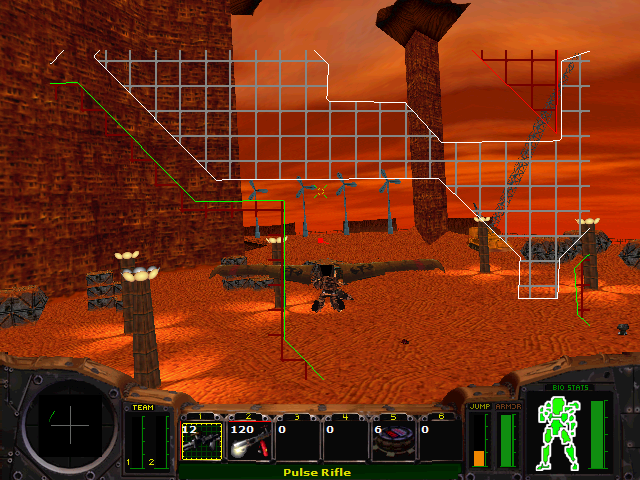 BIO STATS
TEAM
1 2 3 4 5 6
JUMP ARMOR
12 120 0 0 6 0
1 2
Pulse Rifle